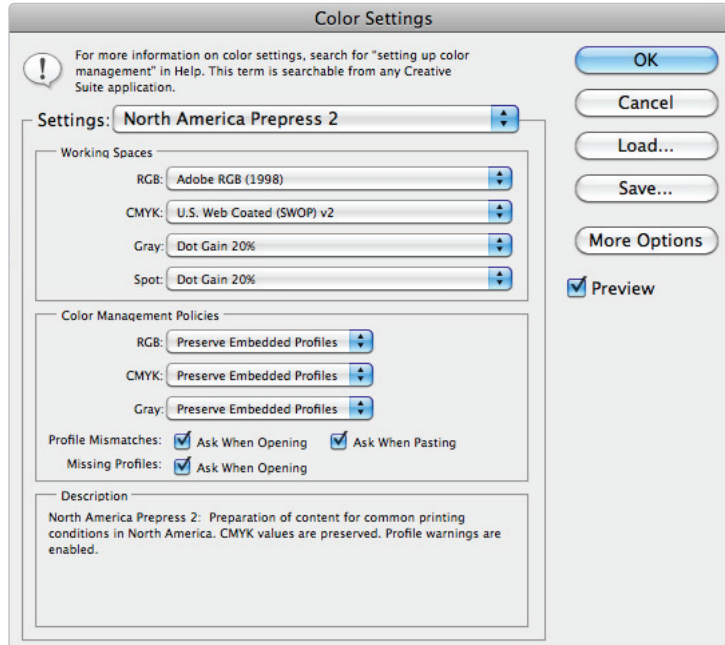 Color Settings
For more information on color settings, search for "setting up color
management" in Help. This term is searchable from any Creative
Suite application.
Settings: North America Prepress 2
Working Spaces
RGB: Adobe RGB (1998)
CMYK: U.S. Web Coated (SWOP) v2
Gray: Dot Gain 20%
Spot: Dot Gain 20%
Color Management Policies
RGB: Preserve Embedded Profiles
CMYK: Preserve Embedded Profiles
Gray: Preserve Embedded Profiles
Profile Mismatches: Ask When Opening Ask When Pasting
Missing Profiles: Ask When Opening
Description
North America Prepress 2: Preparation of content for common printing
conditions in North America. CMYK values are preserved. Profile warnings are
enabled.
OK
Cancel
Load...
Save...
More Options
Preview